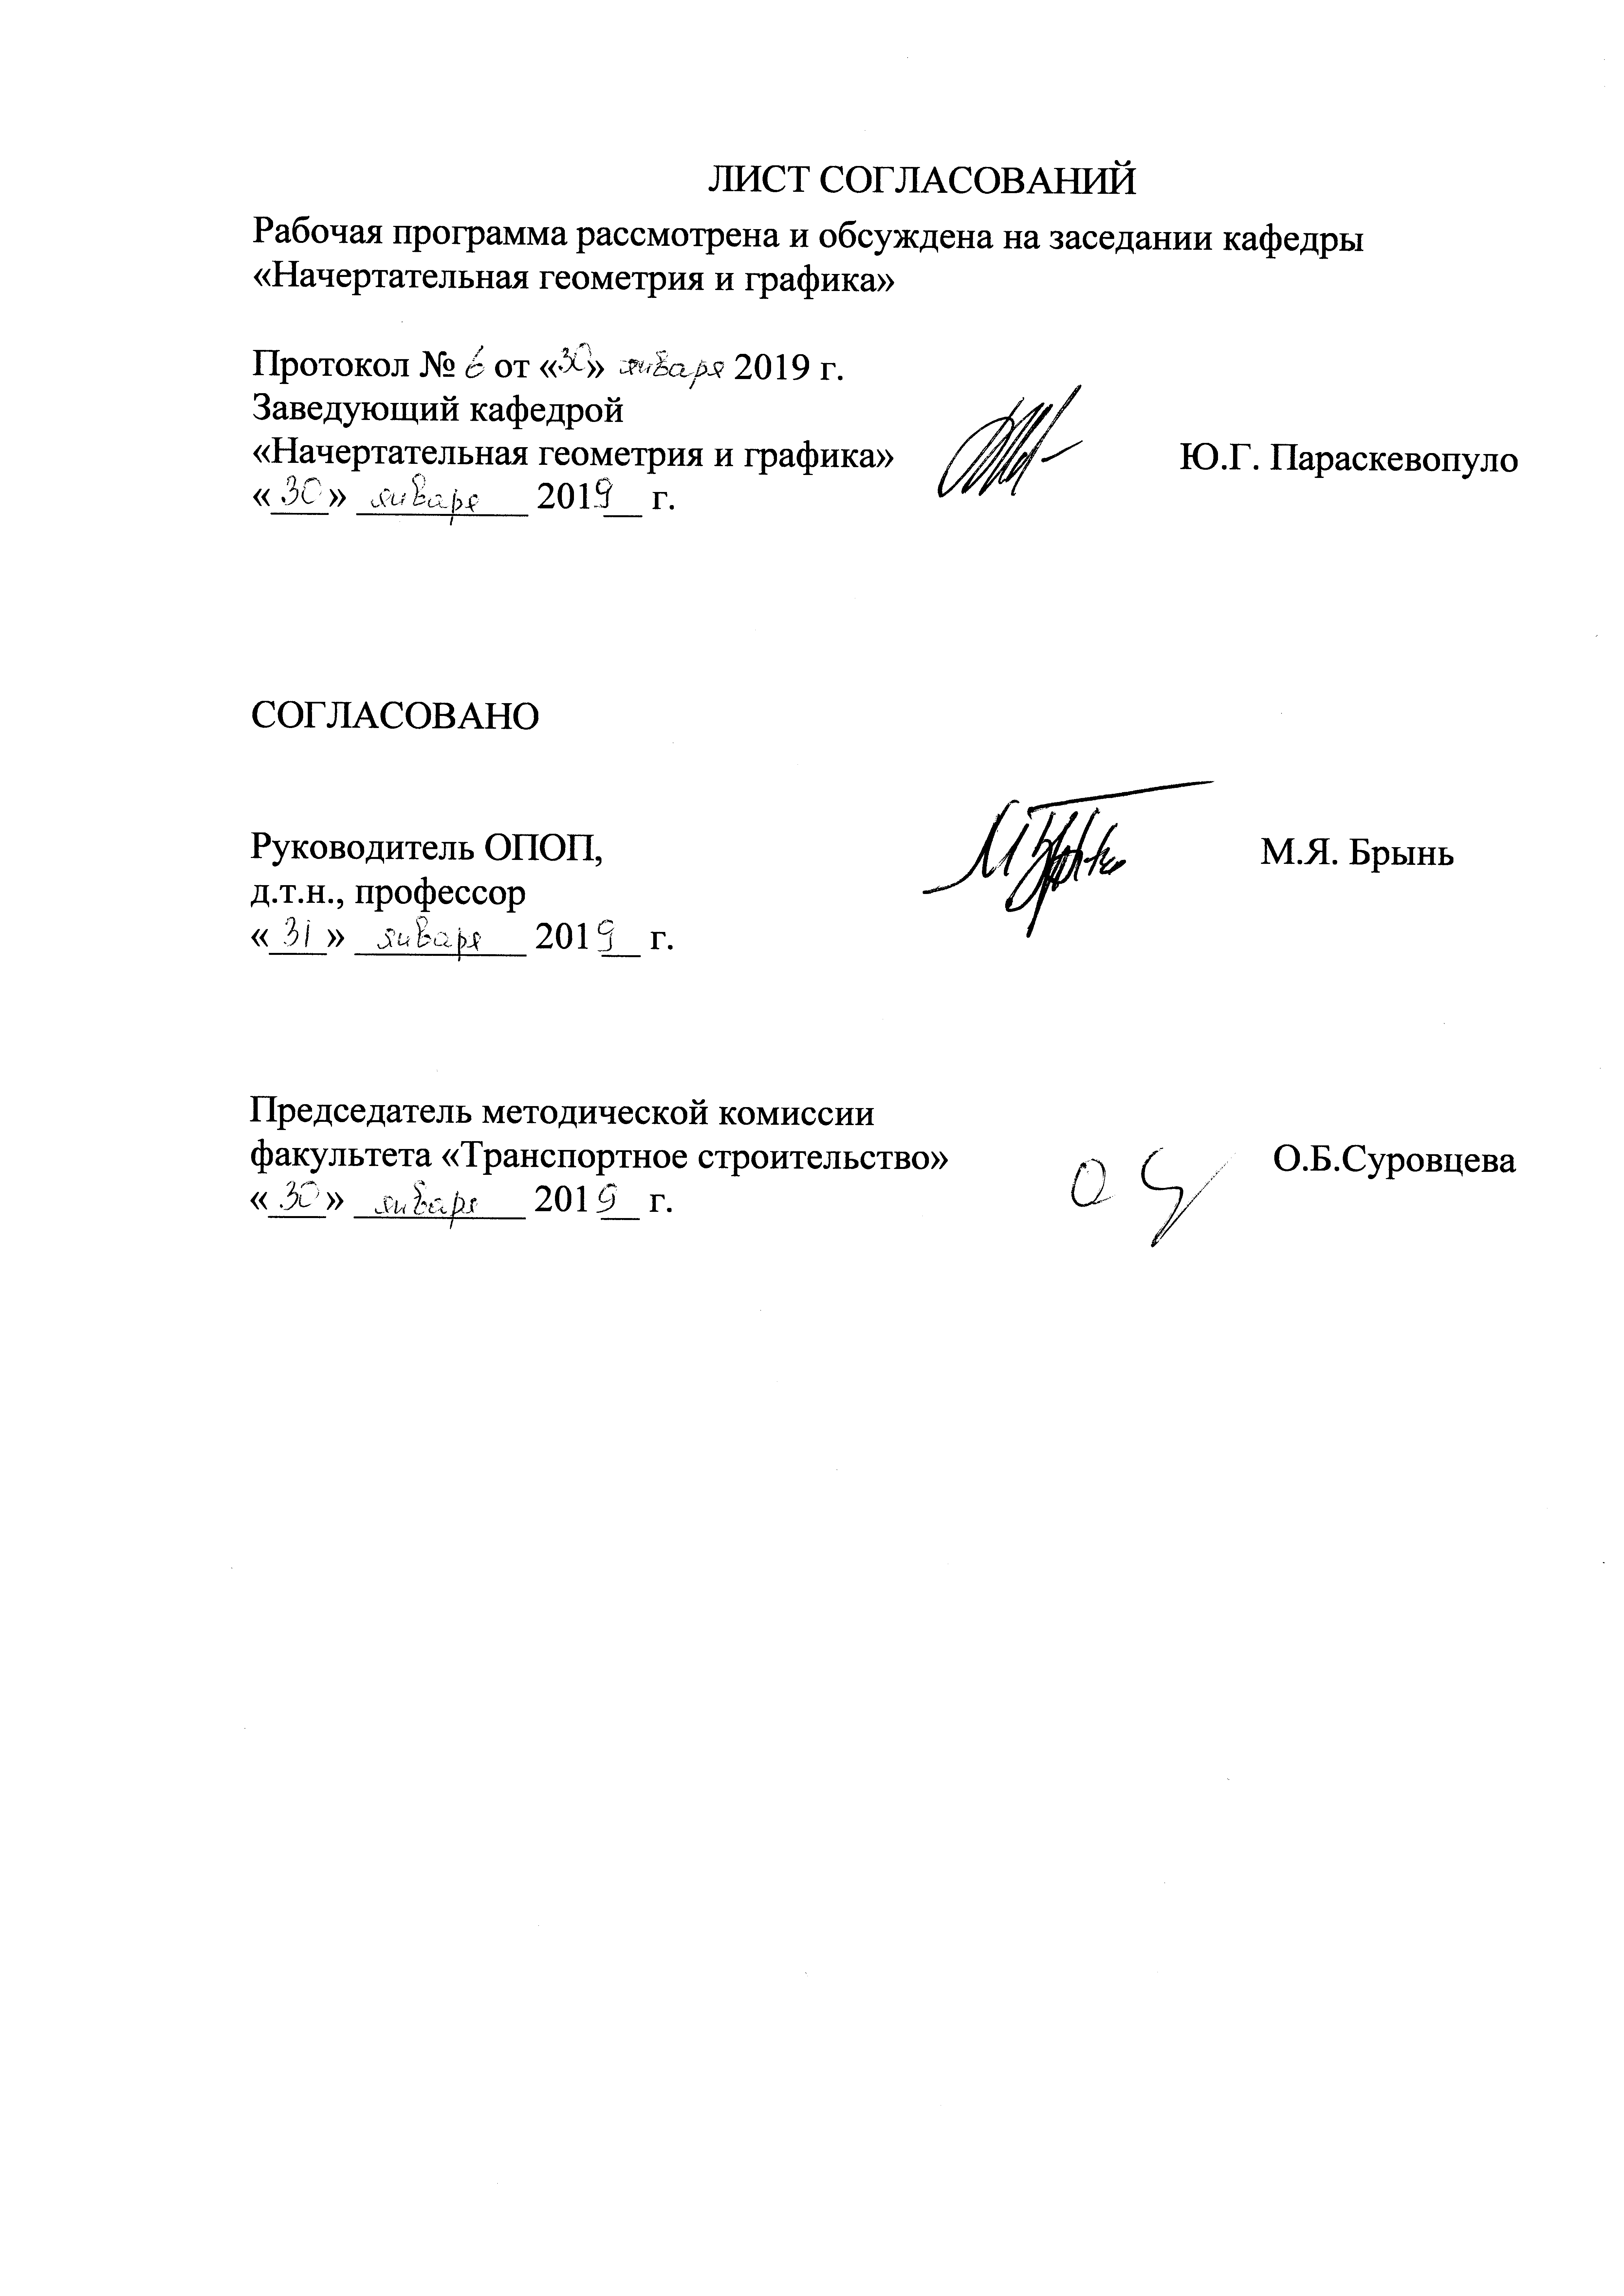 ЛИСТ СОГЛАСОВАНИЙ
Рабочая программа рассмотрена и обсуждена на заседании кафедры
«Начертательная геометрия и графика»
Протокол № 6 от «30» января 2019 г.
Заведующий кафедрой
«Начертательная геометрия и графика» Ю.Г. Параскевопуло
«30» января 2019 г.
СОГЛАСОВАНО
Руководитель ОПОП, М.Я. Брынь
д.т.н., профессор
«31» января 2019 г.
Председатель методической комиссии
факультета «Транспортное строительство» О.Б.Суровцева
«30» января 2019 г.